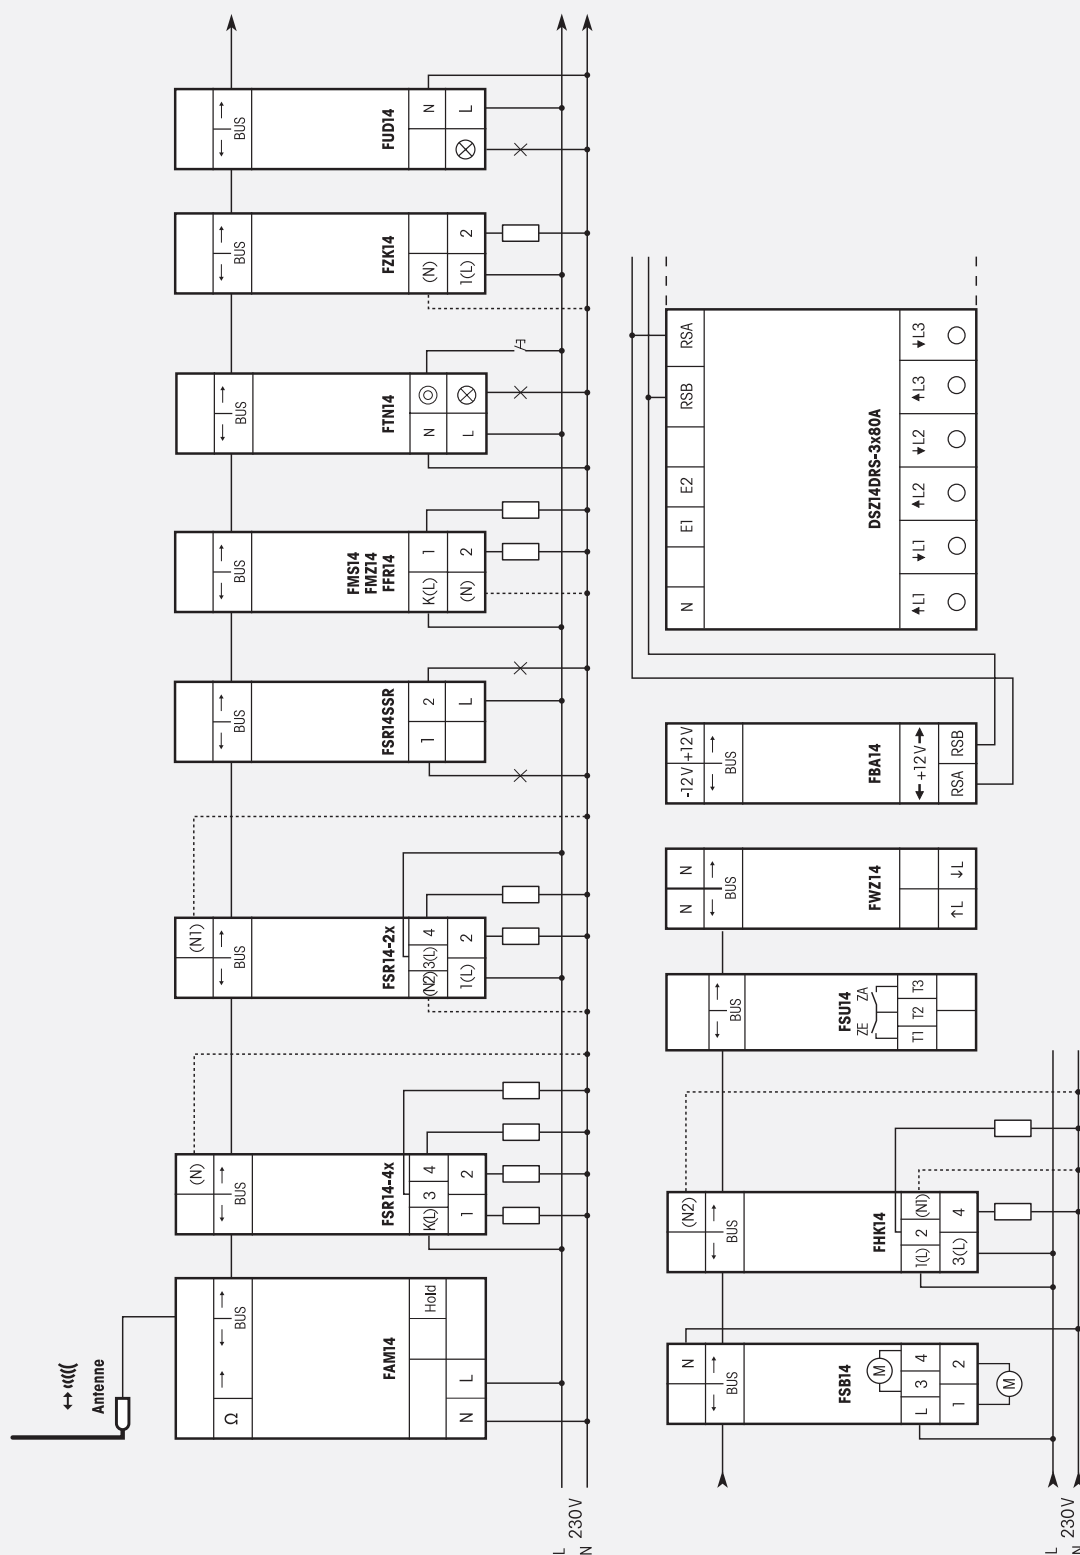 Antenne
Ω
BUS
FAM14
Hold
N
L
(N)
BUS
FSR14-4x
K(L)
3
4
1
2
(N1)
BUS
FSR14-2x
(N2)
3(L)
4
1(L)
2
BUS
FSR14SSR
1
2
L
BUS
FMS14
FMZ14
FFR14
K(L)
1
(N)
2
BUS
FTN14
N
L
BUS
FZK14
(N)
1(L)
2
BUS
FUD14
N
L
L
230V
N
N
BUS
FSB14
M
L
3
4
1
2
M
(N2)
BUS
FHK14
1(L)
2
(N1)
3(L)
4
BUS
FSU14
ZE
ZA
T1
T2
T3
N
N
BUS
FWZ14
↑L
↓L
-12V
+12V
BUS
FBA14
+12V
RSA
RSB
N
E1
E2
RSB
RSA
DSZ14DRS-3x80A
↑L1
↓L1
↑L2
↓L2
↑L3
↓L3
L
230V
N